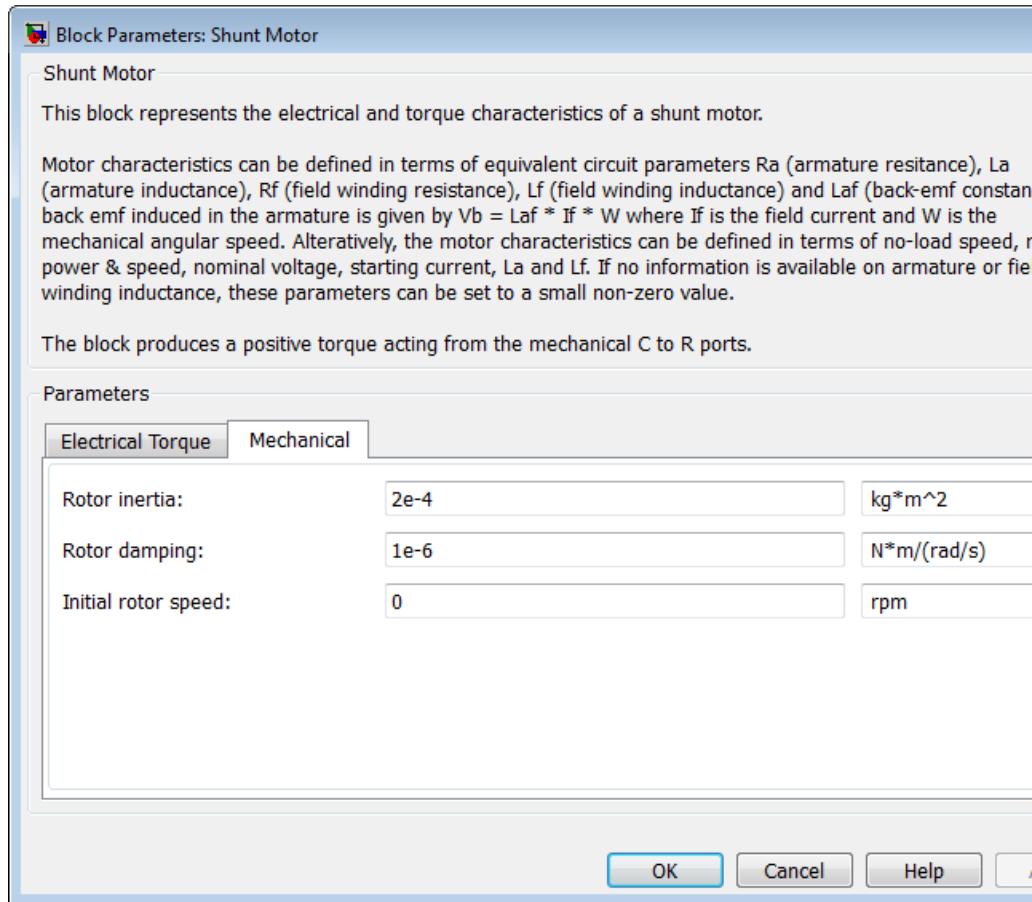 Block Parameters: Shunt Motor
Shunt Motor
This block represents the electrical and torque characteristics of a shunt motor.
Motor characteristics can be defined in terms of equivalent circuit parameters Ra (armature resitance), La
(armature inductance), Rf (field winding resistance), Lf (field winding inductance) and Laf (back-emf constan
back emf induced in the armature is given by Vb = Laf * If * W where If is the field current and W is the
mechanical angular speed. Alteratively, the motor characteristics can be defined in terms of no-load speed,
power & speed, nominal voltage, starting current, La and Lf. If no information is available on armature or fie
winding inductance, these parameters can be set to a small non-zero value.
The block produces a positive torque acting from the mechanical C to R ports.
Parameters
Electrical Torque Mechanical
Rotor inertia: 2e-4 kg*m^2
Rotor damping: 1e-6 N*m/(rad/s)
Initial rotor speed: 0 rpm
OK Cancel Help